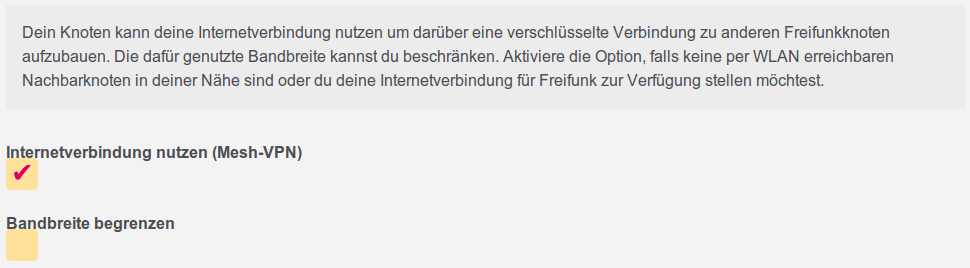 Dein Knoten kann deine Internetverbindung nutzen um darüber eine verschlüsselte Verbindung zu anderen Freifunkknoten
aufzubauen. Die dafür genutzte Bandbreite kannst du beschränken. Aktiviere die Option, falls keine per WLAN erreichbaren
Nachbarknoten in deiner Nähe sind oder du deine Internetverbindung für Freifunk zur Verfügung stellen möchtest.
Internetverbindung nutzen (Mesh-VPN)
✔
Bandbreite begrenzen